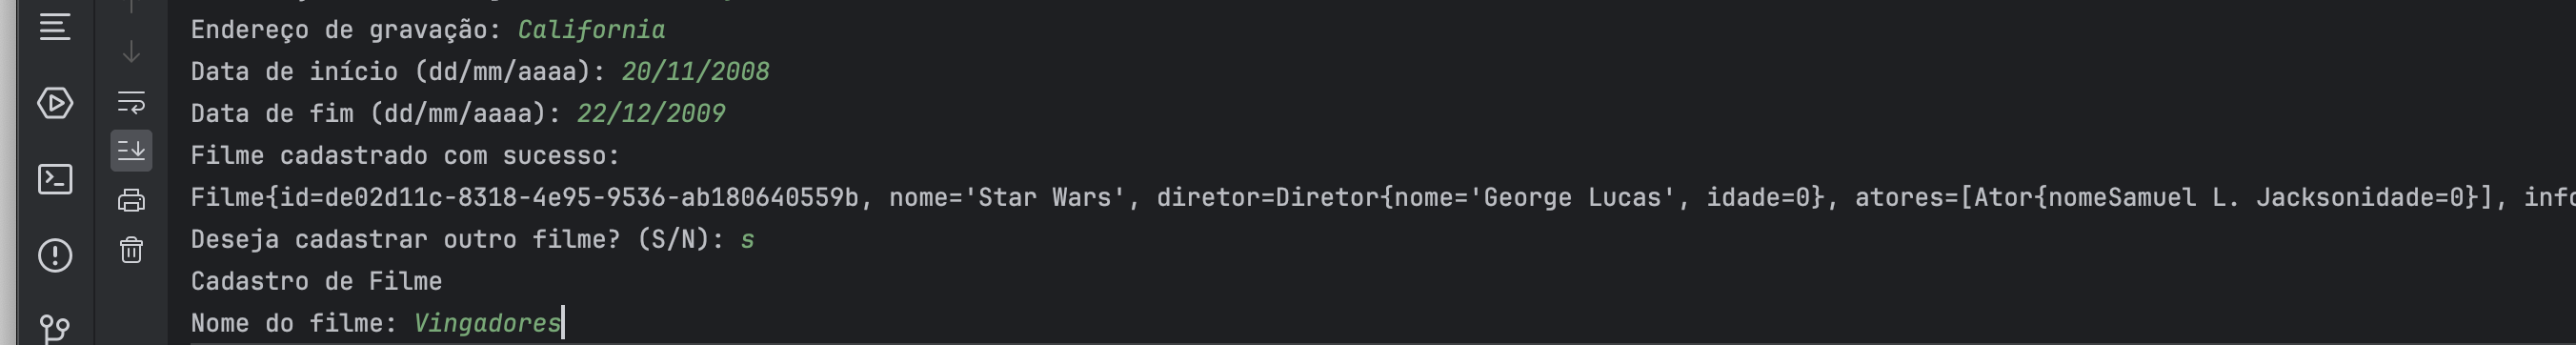 Endereço de gravação: California
Data de início (dd/mm/aaaa): 20/11/2008
Data de fim (dd/mm/aaaa): 22/12/2009
Filme cadastrado com sucesso:
Filme{id=de02d11c-8318-4e95-9536-ab180640559b, nome='Star Wars', diretor=Diretor{nome='George Lucas', idade=0}, atores=[Ator{nomeSamuel L. Jacksonidade=0}], info
Deseja cadastrar outro filme? (S/N): s
Cadastro de Filme
Nome do filme: Vingadores